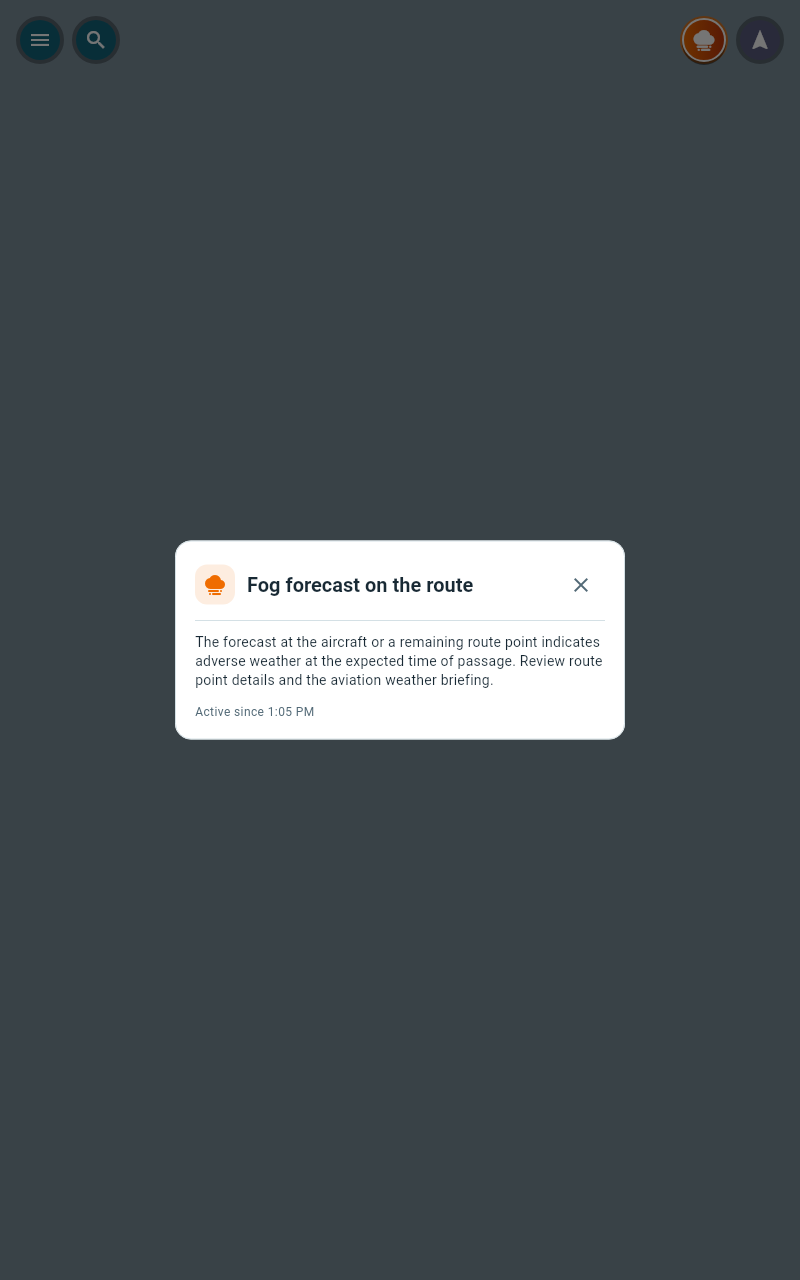 Fog forecast on the route
The forecast at the aircraft or a remaining route point indicates
adverse weather at the expected time of passage. Review route
point details and the aviation weather briefing.
Active since 1:05 PM